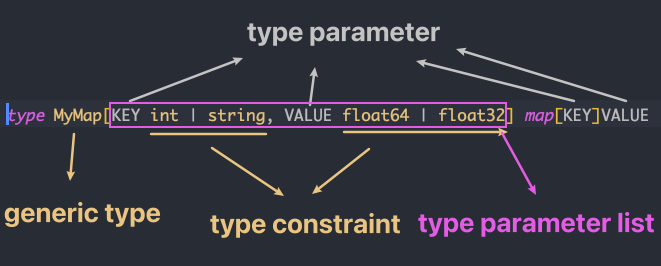 type parameter
type MyMap[KEY int | string, VALUE float64 | float32] map[KEY]VALUE
generic type
type constraint
type parameter list